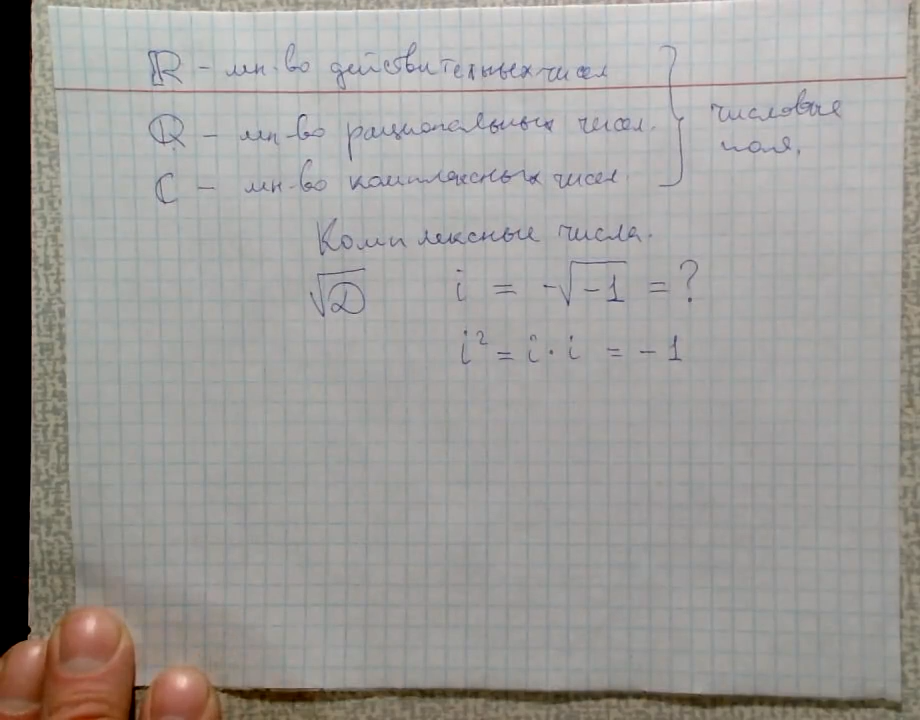 ℝ - мн-во действительных чисел
ℚ - мн-во рациональных чисел.
ℂ - мн-во комплексных чисел.
числовые
поля.
Комплексные числа.
√D i = -√-1 = ?
i² = i · i = -1